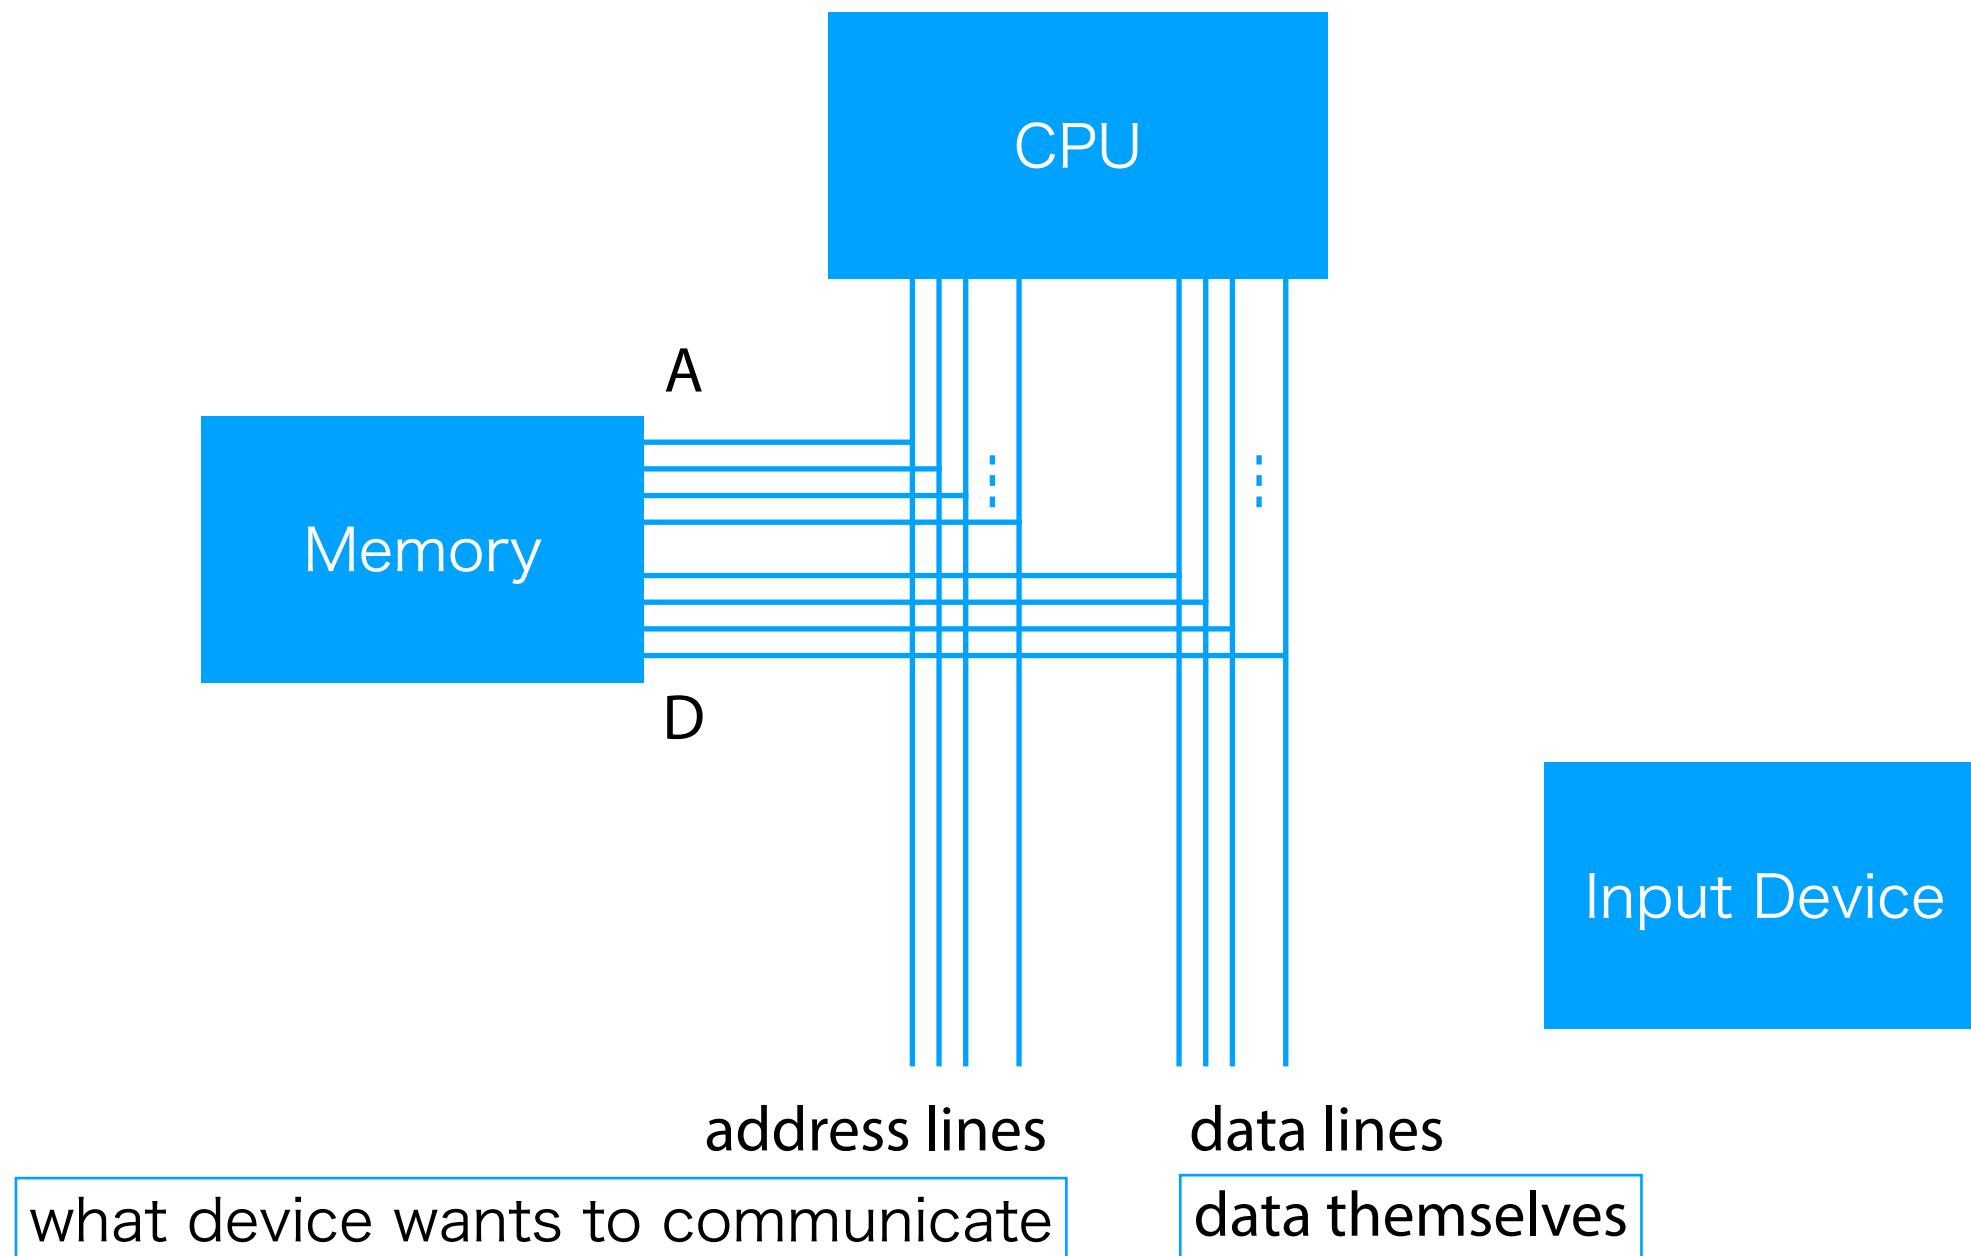 CPU
A
Memory
D
Input Device
address lines
data lines
what device wants to communicate
data themselves